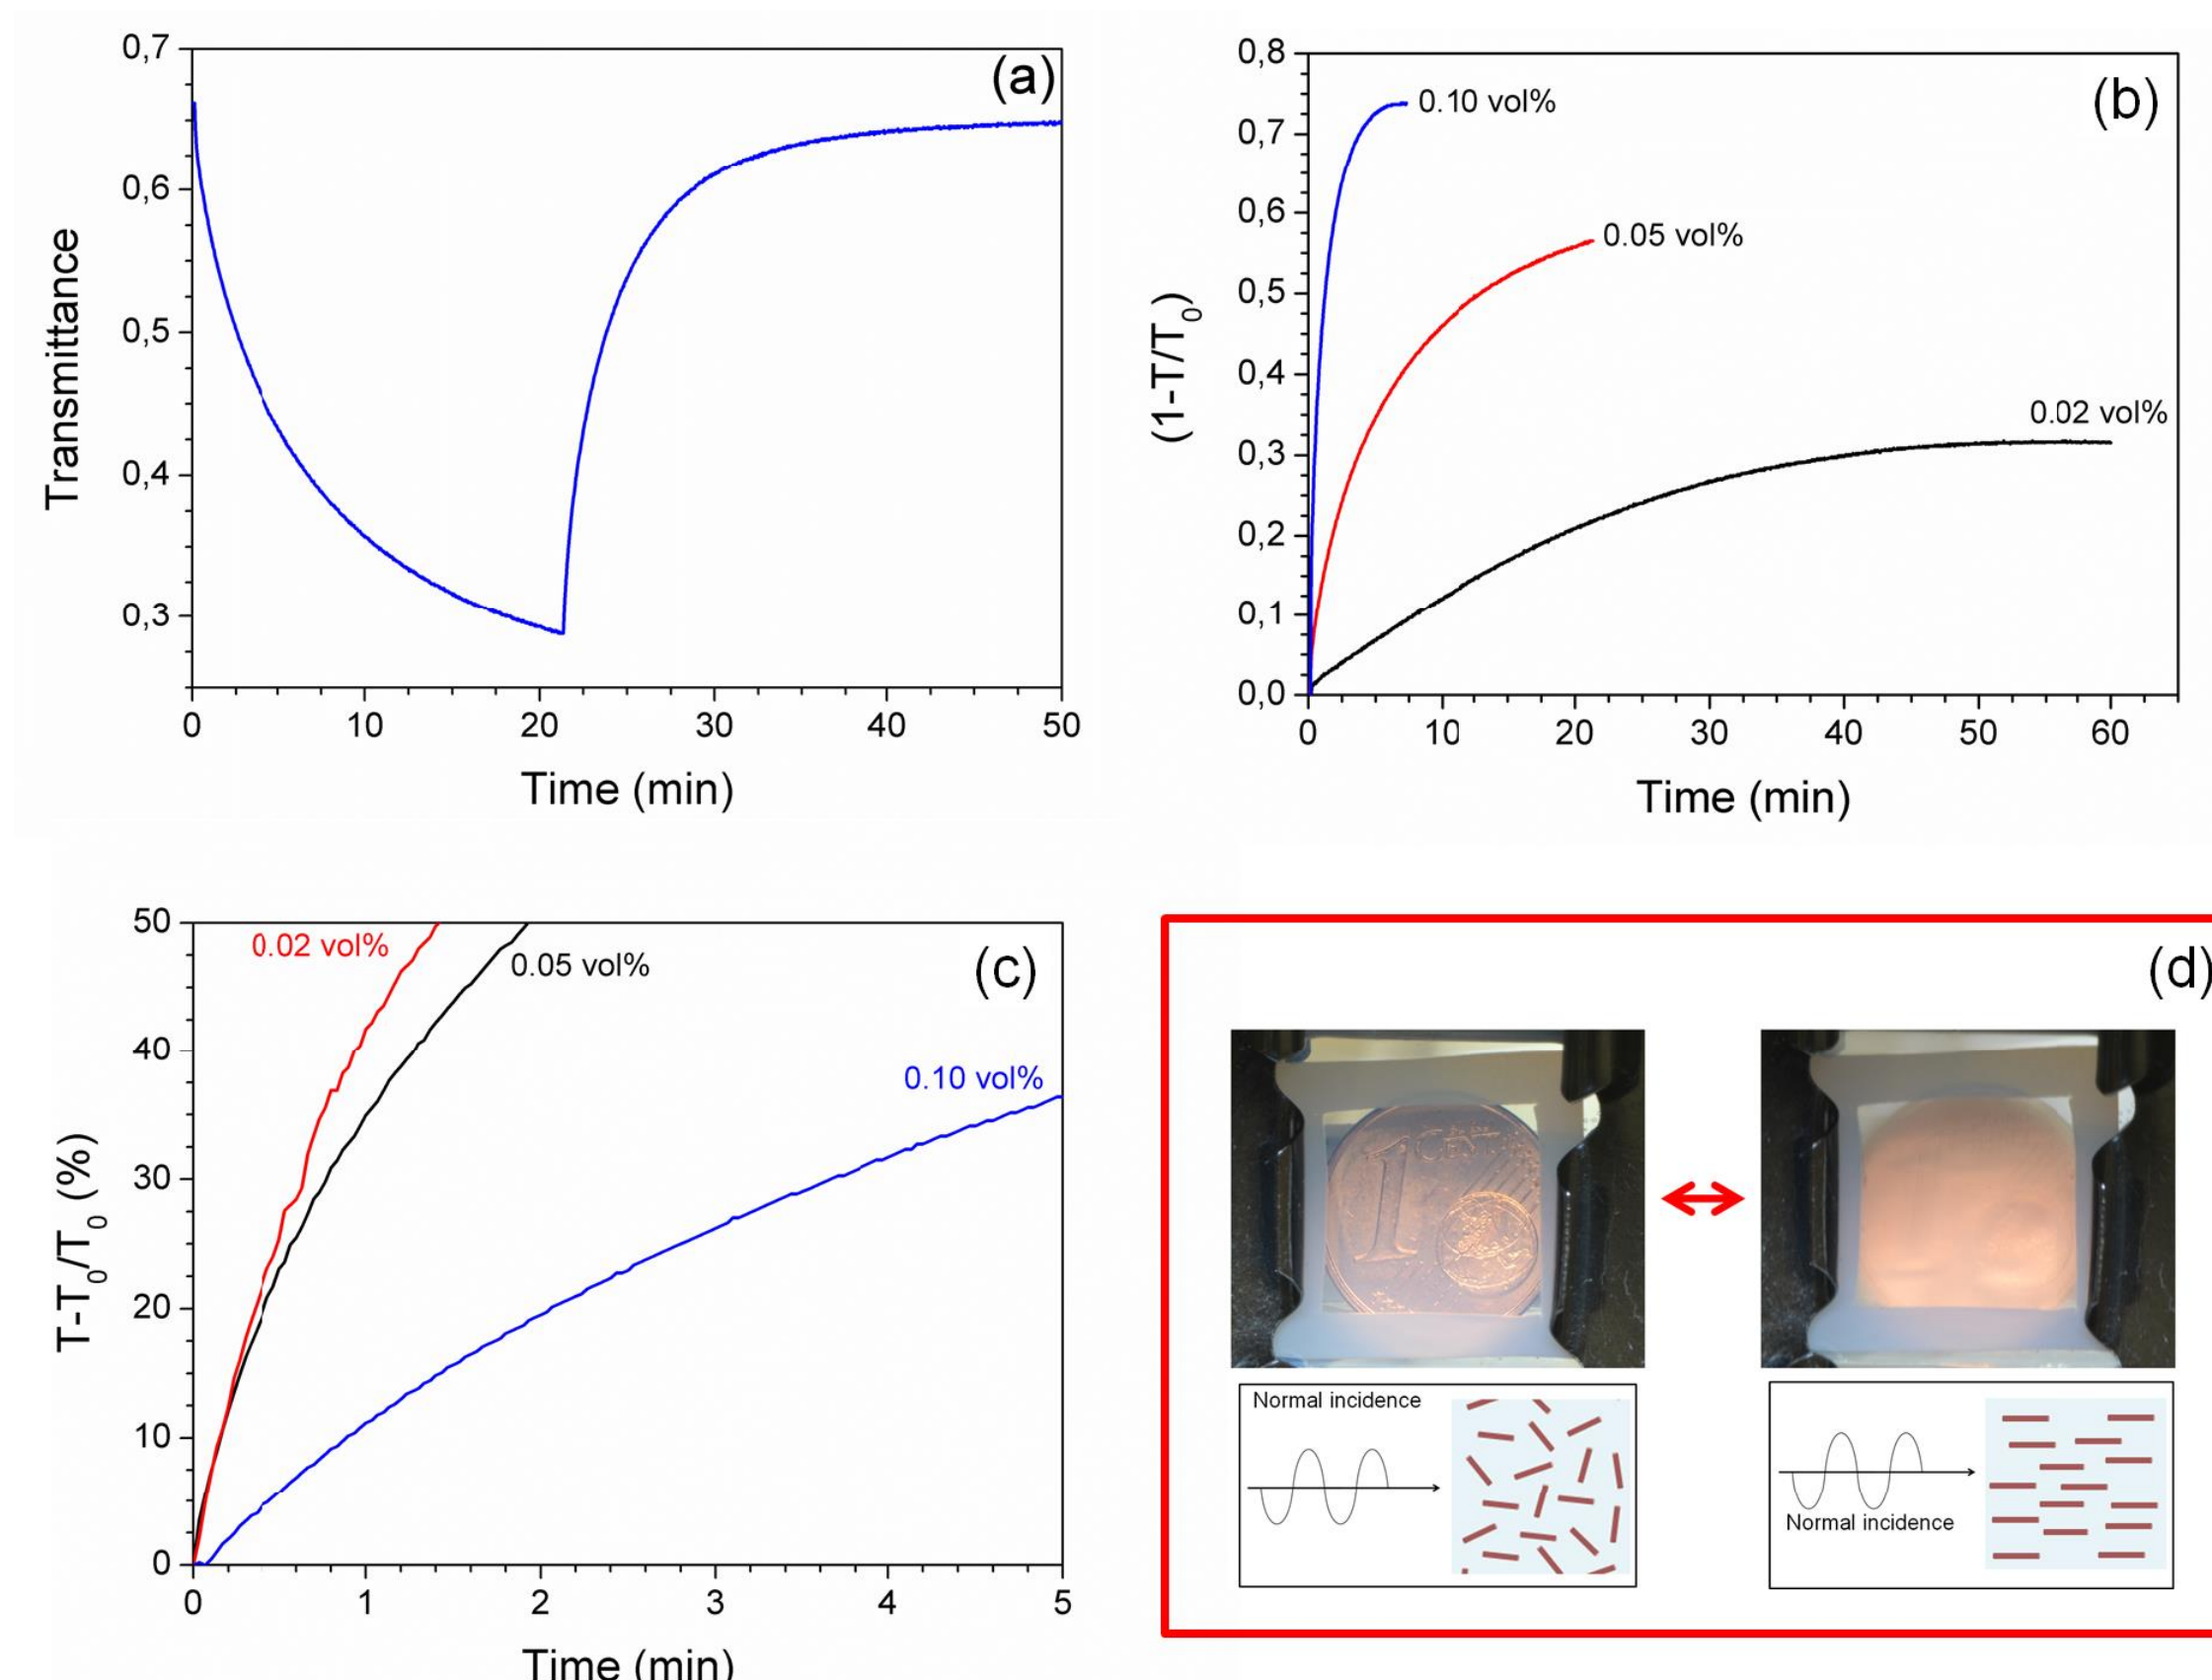 (a)
0,7
0,6
0,5
0,4
0,3
Transmittance
0 10 20 30 40 50
Time (min)
(b)
0,8
0,7
0,6
0,5
0,4
0,3
0,2
0,1
0,0
(1-T/T0)
0.10 vol%
0.05 vol%
0.02 vol%
0 10 20 30 40 50 60
Time (min)
(c)
50
40
30
20
10
0
T-T0/T0 (%)
0.02 vol%
0.05 vol%
0.10 vol%
0 1 2 3 4 5
Time (min)
(d)
1 CENT
Normal incidence
Normal incidence